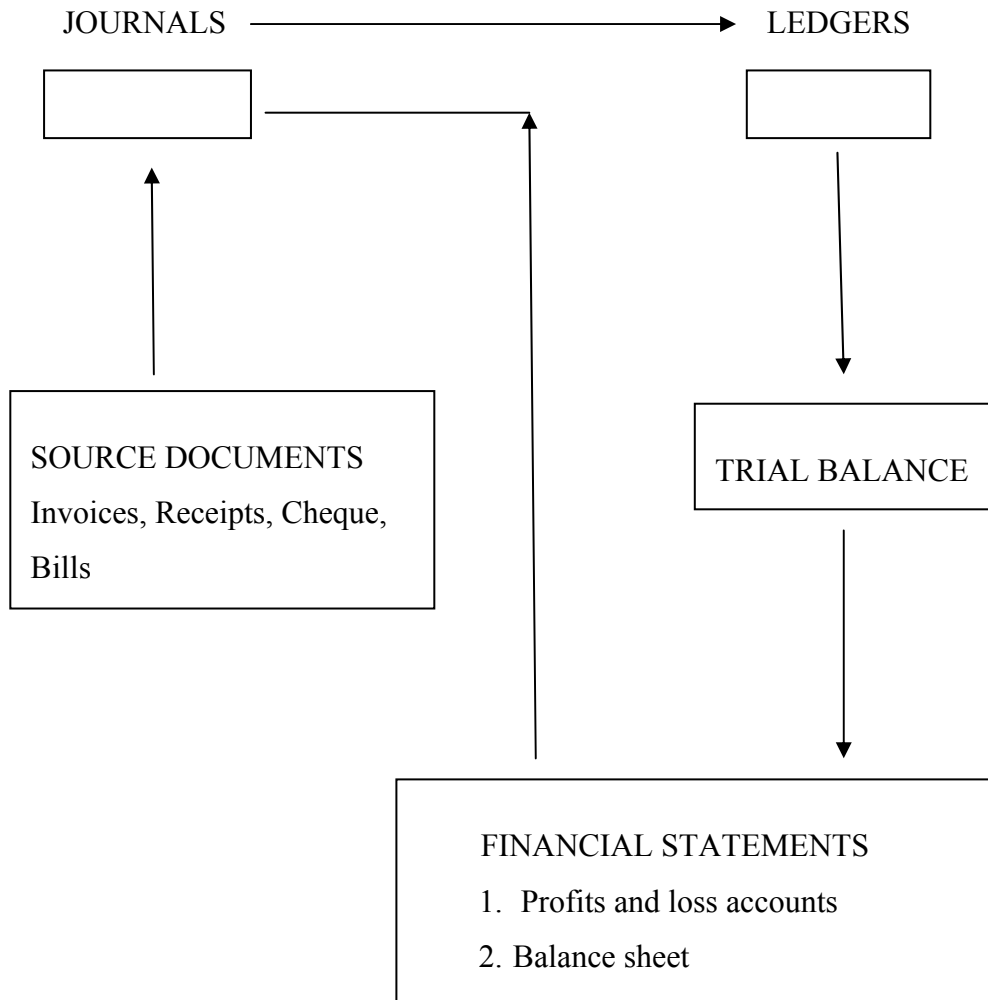 JOURNALS
LEDGERS
SOURCE DOCUMENTS
Invoices, Receipts, Cheque,
Bills
TRIAL BALANCE
FINANCIAL STATEMENTS
1. Profits and loss accounts
2. Balance sheet